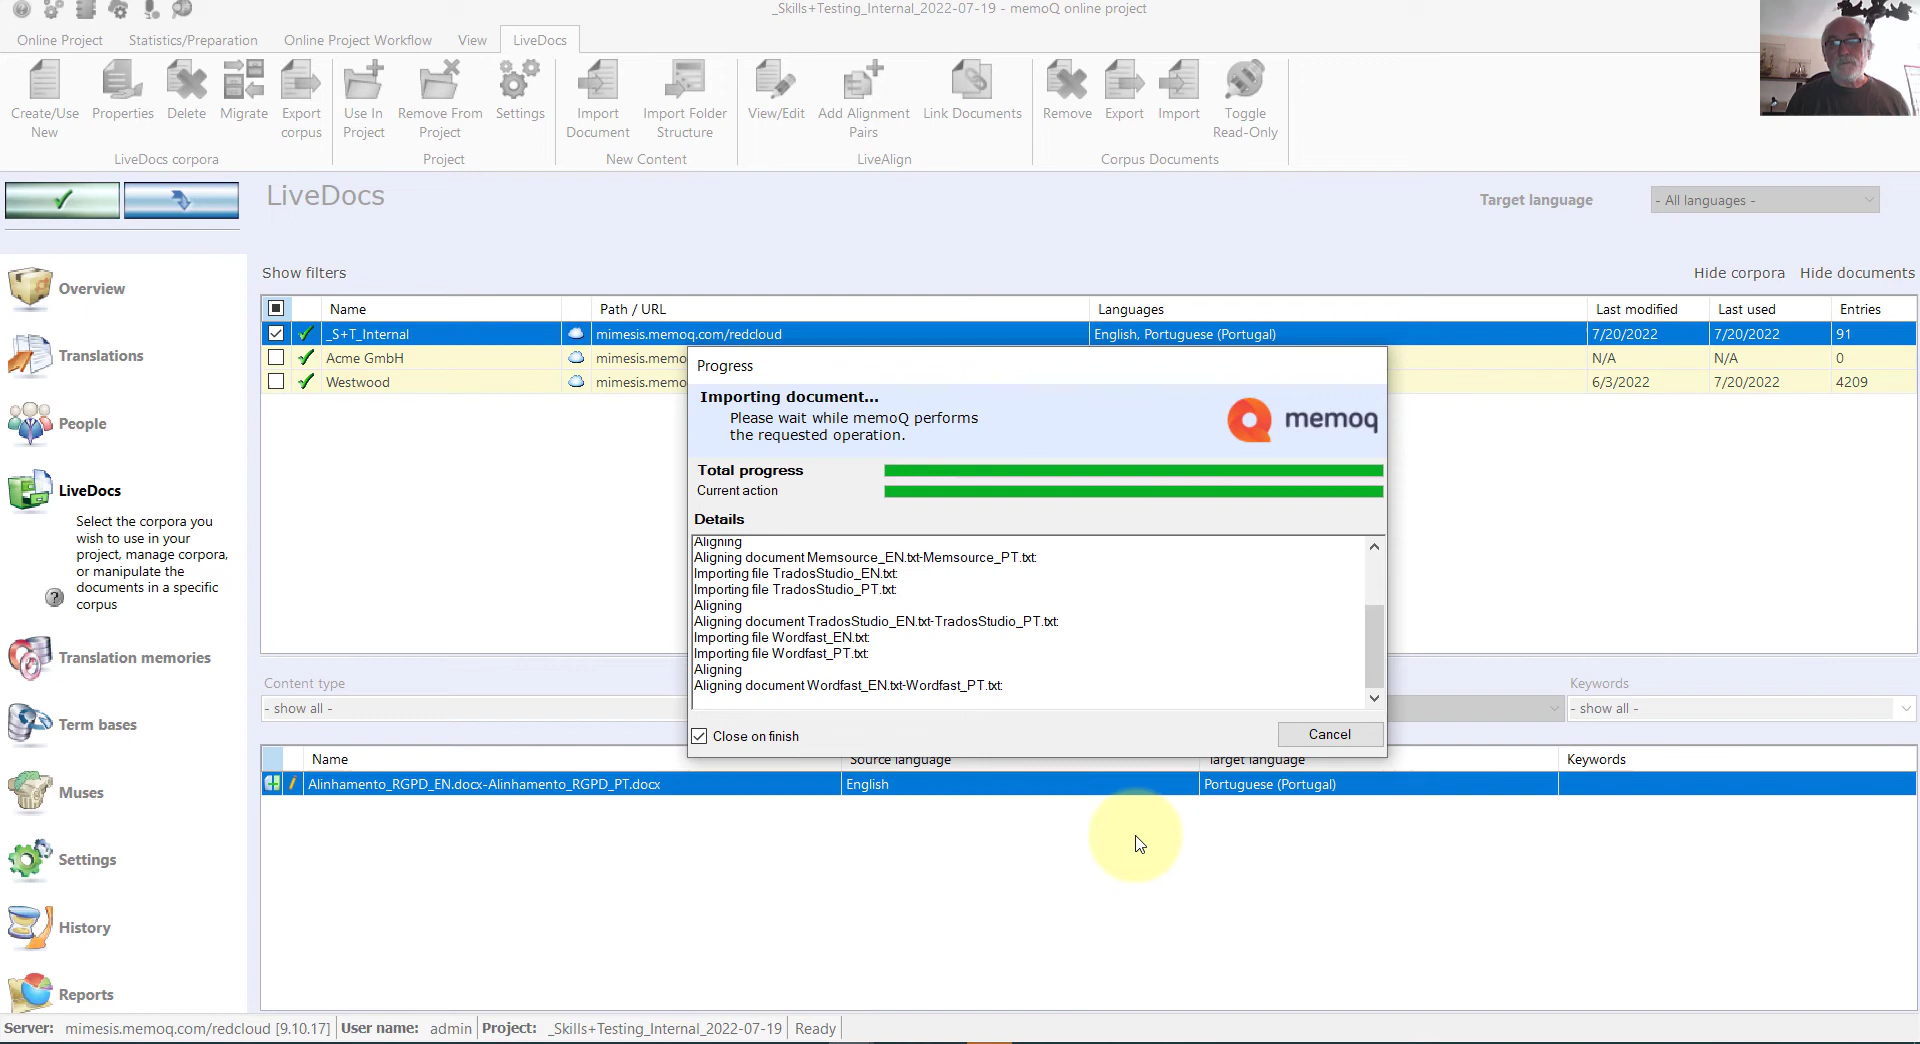 _Skills+Testing_Internal_2022-07-19 - memoQ online project
Online Project
Statistics/Preparation
Online Project Workflow
View
LiveDocs
Create/Use New
Properties
Delete
Migrate
Export corpus
Use In Project
Remove From Project
Settings
Import Document
Import Folder Structure
View/Edit
Add Alignment Pairs
Link Documents
Remove
Export
Import
Toggle Read-Only
LiveDocs corpora
Project
New Content
LiveAlign
Corpus Documents
LiveDocs
Target language
- All languages -
Overview
Translations
People
LiveDocs
Select the corpora you
wish to use in your
project, manage corpora,
or manipulate the
documents in a specific
corpus
Translation memories
Term bases
Muses
Settings
History
Reports
Show filters
Hide corpora
Hide documents
Name
Path / URL
Languages
Last modified
Last used
Entries
_S+T_Internal
mimesis.memoq.com/redcloud
English, Portuguese (Portugal)
7/20/2022
7/20/2022
91
Acme GmbH
mimesis.memo
N/A
N/A
0
Westwood
mimesis.memo
6/3/2022
7/20/2022
4209
Progress
Importing document...
Please wait while memoQ performs
the requested operation.
memoq
Total progress
Current action
Details
Aligning
Aligning document Memsource_EN.txt-Memsource_PT.txt:
Importing file TradosStudio_EN.txt:
Importing file TradosStudio_PT.txt:
Aligning
Aligning document TradosStudio_EN.txt-TradosStudio_PT.txt:
Importing file Wordfast_EN.txt:
Importing file Wordfast_PT.txt:
Aligning
Aligning document Wordfast_EN.txt-Wordfast_PT.txt:
Close on finish
Cancel
Content type
- show all -
Keywords
- show all -
Name
Source language
Target language
Keywords
Alinhamento_RGPD_EN.docx-Alinhamento_RGPD_PT.docx
English
Portuguese (Portugal)
Server: mimesis.memoq.com/redcloud [9.10.17] User name: admin Project: _Skills+Testing_Internal_2022-07-19 Ready